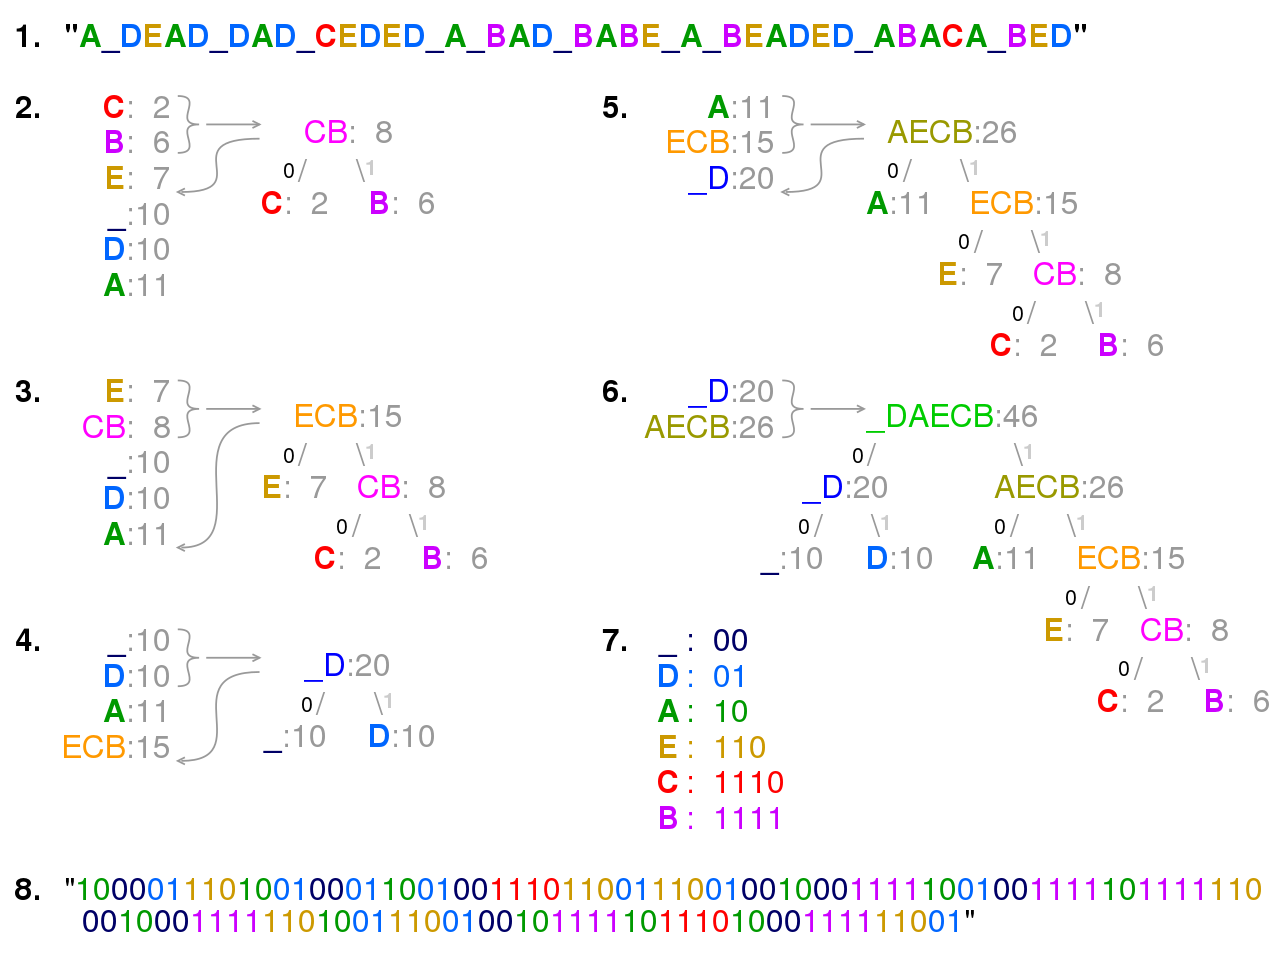 1. "A_DEAD_DAD_CEDED_A_BAD_BABE_A_BEADED_ABACA_BED"
2.
C: 2
B: 6
E: 7
_:10
D:10
A:11
CB: 8
0 1
C: 2 B: 6
3.
E: 7
CB: 8
_:10
D:10
A:11
ECB:15
0 1
E: 7 CB: 8
0 1
C: 2 B: 6
4.
_:10
D:10
A:11
ECB:15
_D:20
0 1
_:10 D:10
5.
A:11
ECB:15
_D:20
AECB:26
0 1
A:11 ECB:15
0 1
E: 7 CB: 8
0 1
C: 2 B: 6
6.
_D:20
AECB:26
_DAECB:46
0 1
_D:20 AECB:26
0 1 0 1
_:10 D:10 A:11 ECB:15
0 1
E: 7 CB: 8
0 1
C: 2 B: 6
7.
_ : 00
D : 01
A : 10
E : 110
C : 1110
B : 1111
8. "100001110100100011001001110110011100100100011111001001111101111110
0010001111110100111001001011111011101000111111001"